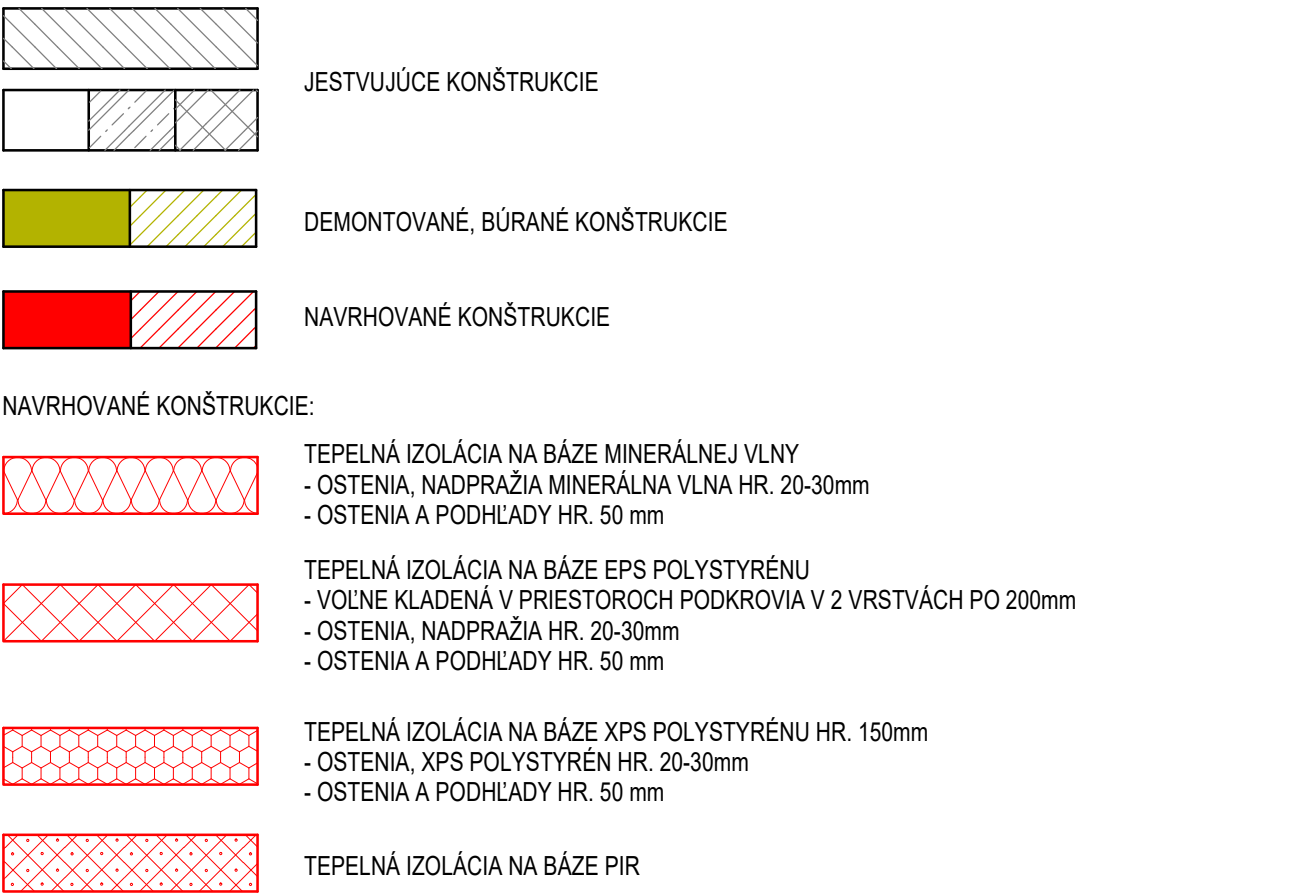 JESTVUJÚCE KONŠTRUKCIE
DEMONTOVANÉ, BÚRANÉ KONŠTRUKCIE
NAVRHOVANÉ KONŠTRUKCIE
NAVRHOVANÉ KONŠTRUKCIE:
TEPELNÁ IZOLÁCIA NA BÁZE MINERÁLNEJ VLNY
- OSTENIA, NADPRAŽIA MINERÁLNA VLNA HR. 20-30mm
- OSTENIA A PODHĽADY HR. 50 mm
TEPELNÁ IZOLÁCIA NA BÁZE EPS POLYSTYRÉNU
- VOĽNE KLADENÁ V PRIESTOROCH PODKROVIA V 2 VRSTVÁCH PO 200mm
- OSTENIA, NADPRAŽIA HR. 20-30mm
- OSTENIA A PODHĽADY HR. 50 mm
TEPELNÁ IZOLÁCIA NA BÁZE XPS POLYSTYRÉNU HR. 150mm
- OSTENIA, XPS POLYSTYRÉN HR. 20-30mm
- OSTENIA A PODHĽADY HR. 50 mm
TEPELNÁ IZOLÁCIA NA BÁZE PIR